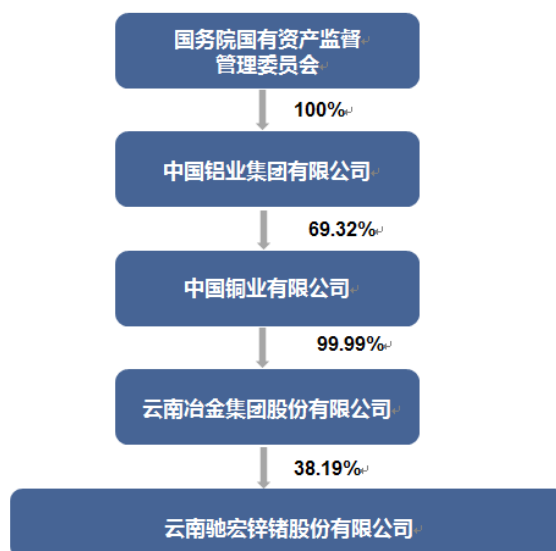 国务院国有资产监督
管理委员会
100%
中国铝业集团有限公司
69.32%
中国铜业有限公司
99.99%
云南冶金集团股份有限公司
38.19%
云南驰宏锌锗股份有限公司